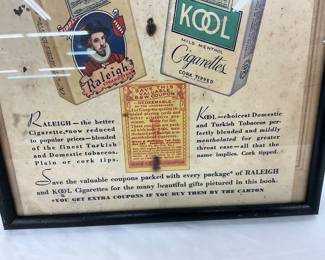 KOOL
MILD MENTHOL
Cigarettes
CORK TIPPED
Raleigh
SAVE THIS
B&W COUPON
REDEEMABLE
RALEIGH — the better
Cigarette, now reduced
to popular prices—blended
of the finest Turkish
and Domestic tobaccos.
Plain or cork tips.
KOOL—choicest Domestic
and Turkish Tobacco per-
fectly blended and mildly
mentholated for greater
throat ease—all that the
name implies. Cork tipped.
Save the valuable coupons packed with every package* of RALEIGH
and KOOL Cigarettes for the many beautiful gifts pictured in this book.
*YOU GET EXTRA COUPONS IF YOU BUY THEM BY THE CARTON